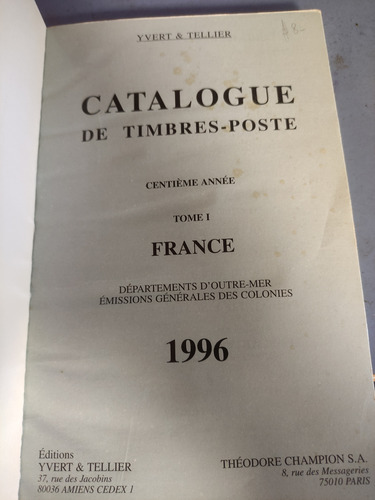 YVERT & TELLIER
CATALOGUE
DE TIMBRES-POSTE
CENTIÈME ANNÉE
TOME I
FRANCE
DÉPARTEMENTS D'OUTRE-MER
ÉMISSIONS GÉNÉRALES DES COLONIES
1996
Éditions
YVERT & TELLIER
37, rue des Jacobins
80036 AMIENS CEDEX 1
THÉODORE CHAMPION S.A.
8, rue des Messageries
75010 PARIS